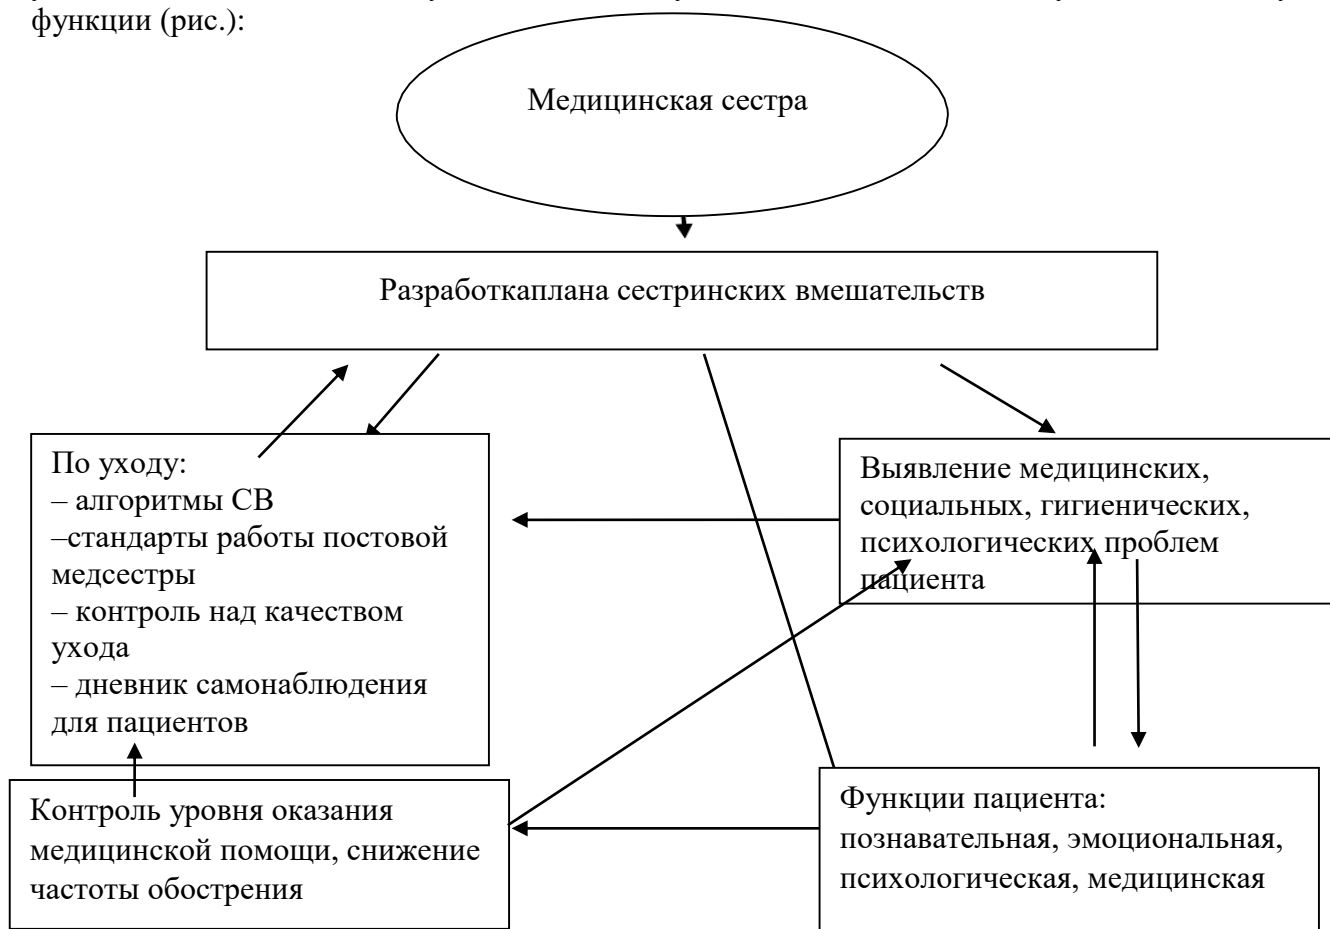 функции (рис.):
Медицинская сестра
Разработкаплана сестринских вмешательств
По уходу:
– алгоритмы СВ
–стандарты работы постовой
медсестры
– контроль над качеством
ухода
– дневник самонаблюдения
для пациентов
Выявление медицинских,
социальных, гигиенических,
психологических проблем
пациента
Контроль уровня оказания
медицинской помощи, снижение
частоты обострения
Функции пациента:
познавательная, эмоциональная,
психологическая, медицинская